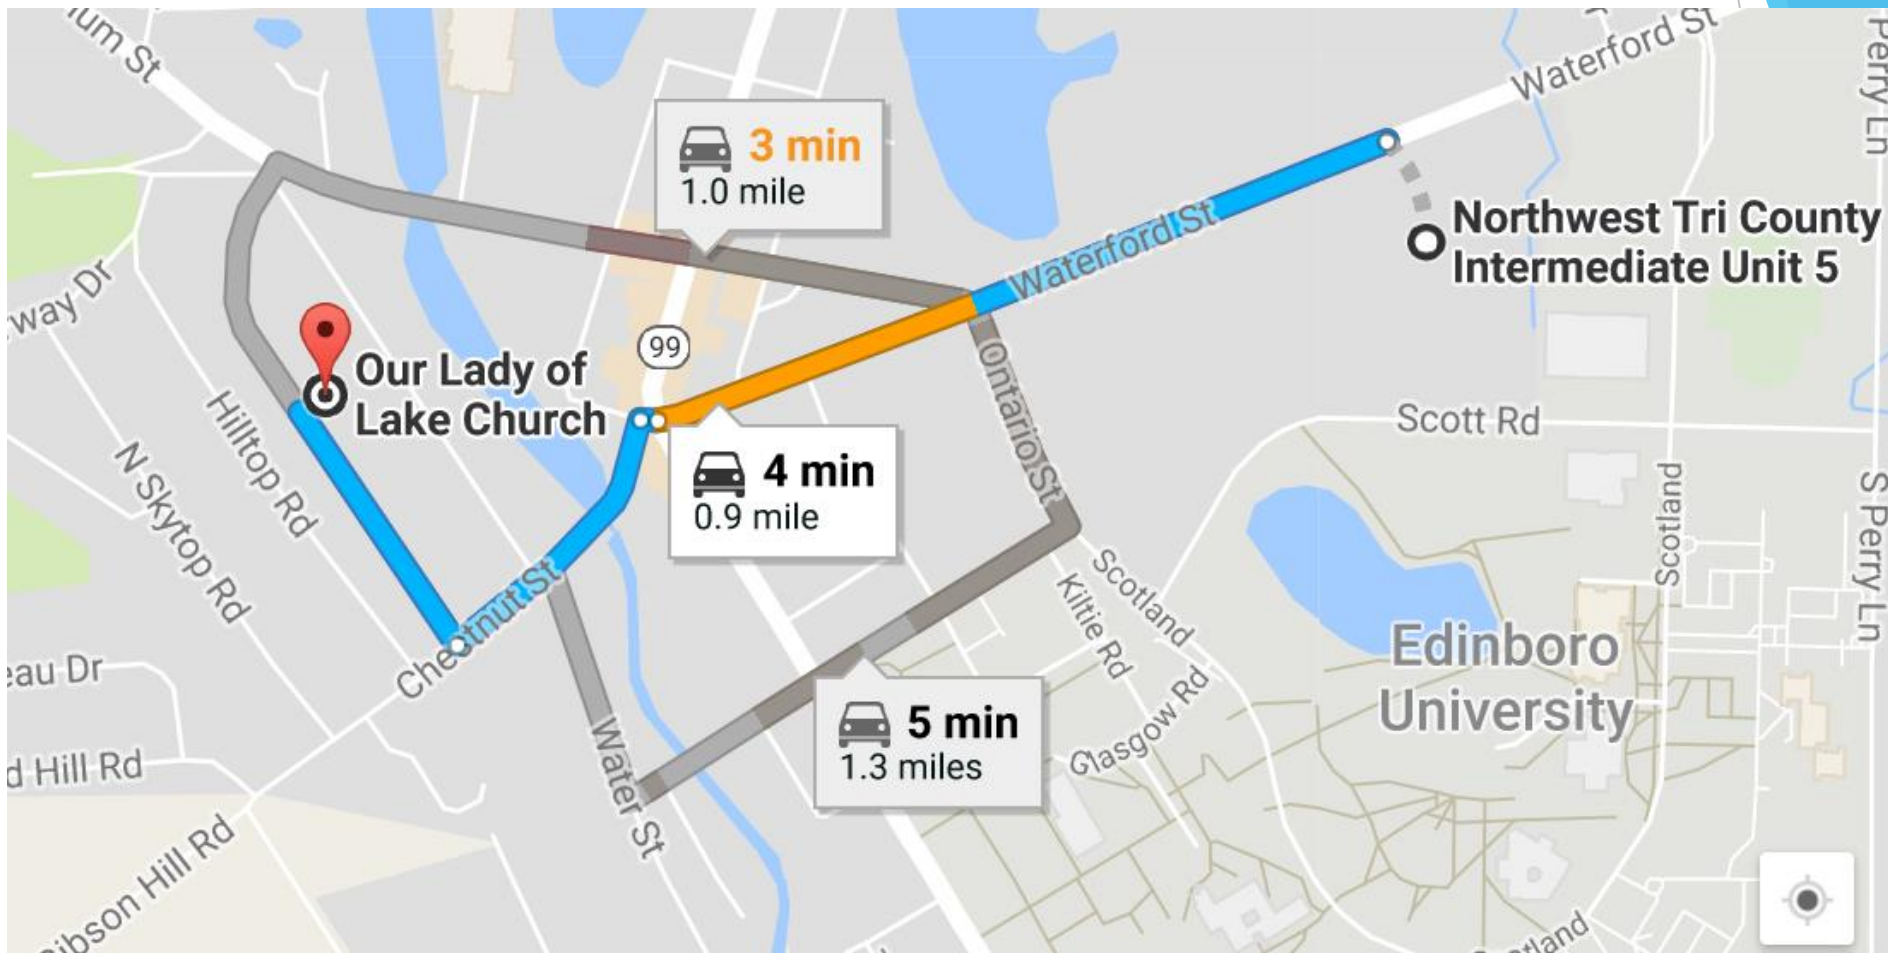 um St
Waterford St
Perry Ln
3 min
1.0 mile
Waterford St
Northwest Tri County
Intermediate Unit 5
way Dr
99
Our Lady of
Lake Church
Ontario St
Scott Rd
Hilltop Rd
N Skytop Rd
4 min
0.9 mile
Scotland
S Perry Ln
Chestnut St
Kiltie Rd
Scotland
Edinboro
University
eau Dr
Glasgow Rd
5 min
1.3 miles
Water St
d Hill Rd
Gibson Hill Rd